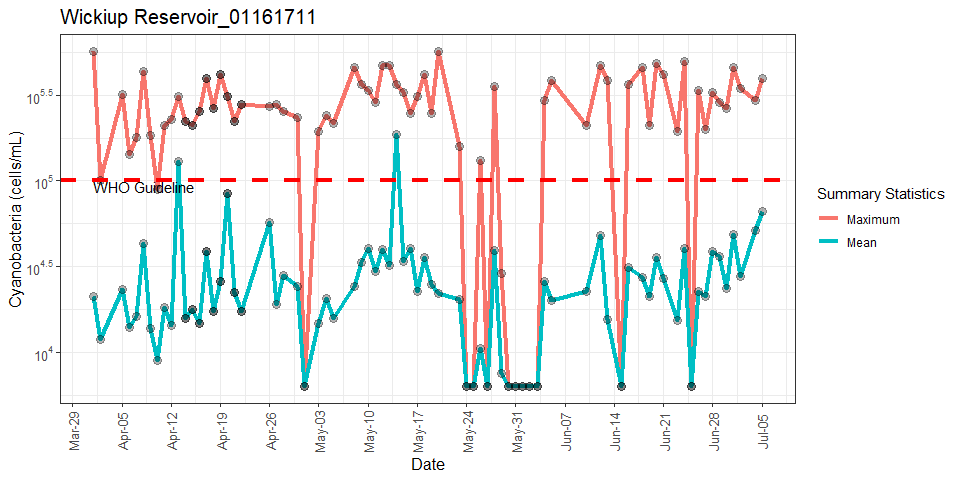 Wickiup Reservoir_01161711
Cyanobacteria (cells/mL)
10^5.5
10^5
10^4.5
10^4
WHO Guideline
Mar-29
Apr-05
Apr-12
Apr-19
Apr-26
May-03
May-10
May-17
May-24
May-31
Jun-07
Jun-14
Jun-21
Jun-28
Jul-05
Date
Summary Statistics
Maximum
Mean